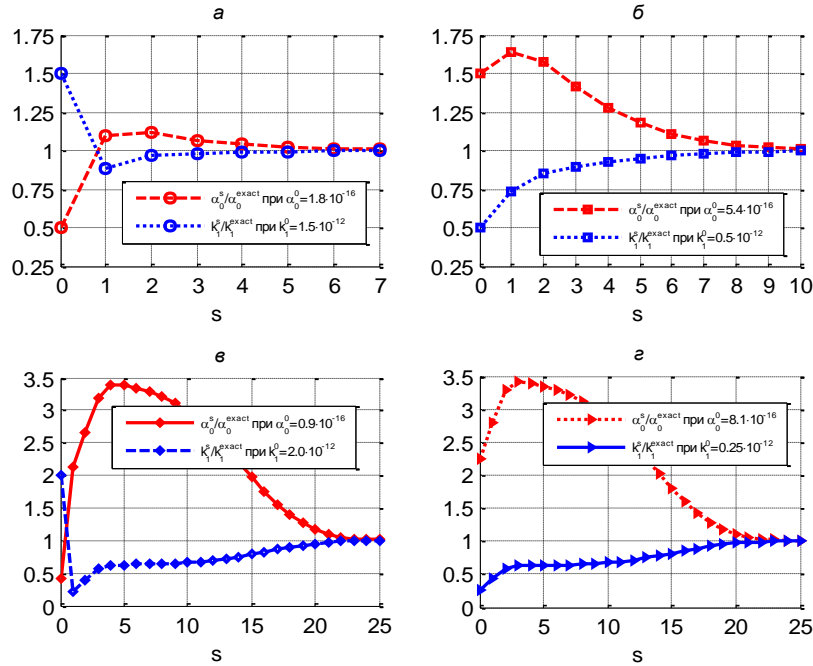 а
1.75
1.5
1.25
1
0.75
0.5
0.25
α₀ˢ/α₀ᵉˣᵃᶜᵗ при α₀⁰=1.8·10⁻¹⁶
k₁ˢ/k₁ᵉˣᵃᶜᵗ при k₁⁰=1.5·10⁻¹²
0 1 2 3 4 5 6 7
s
б
1.75
1.5
1.25
1
0.75
0.5
0.25
α₀ˢ/α₀ᵉˣᵃᶜᵗ при α₀⁰=5.4·10⁻¹⁶
k₁ˢ/k₁ᵉˣᵃᶜᵗ при k₁⁰=0.5·10⁻¹²
0 1 2 3 4 5 6 7 8 9 10
s
в
3.5
3
2.5
2
1.5
1
0.5
0
α₀ˢ/α₀ᵉˣᵃᶜᵗ при α₀⁰=0.9·10⁻¹⁶
k₁ˢ/k₁ᵉˣᵃᶜᵗ при k₁⁰=2.0·10⁻¹²
0 5 10 15 20 25
s
г
3.5
3
2.5
2
1.5
1
0.5
0
α₀ˢ/α₀ᵉˣᵃᶜᵗ при α₀⁰=8.1·10⁻¹⁶
k₁ˢ/k₁ᵉˣᵃᶜᵗ при k₁⁰=0.25·10⁻¹²
0 5 10 15 20 25
s